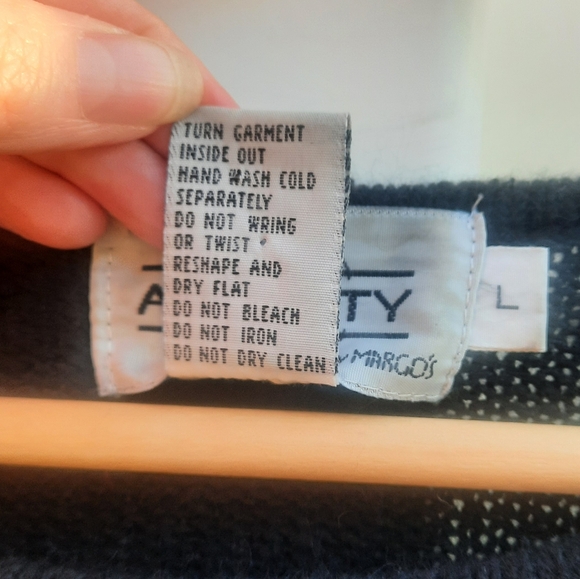 TURN GARMENT
INSIDE OUT
HAND WASH COLD
SEPARATELY
DO NOT WRING
OR TWIST
RESHAPE AND
DRY FLAT
DO NOT BLEACH
DO NOT IRON
DO NOT DRY CLEAN
MARGO'S
L